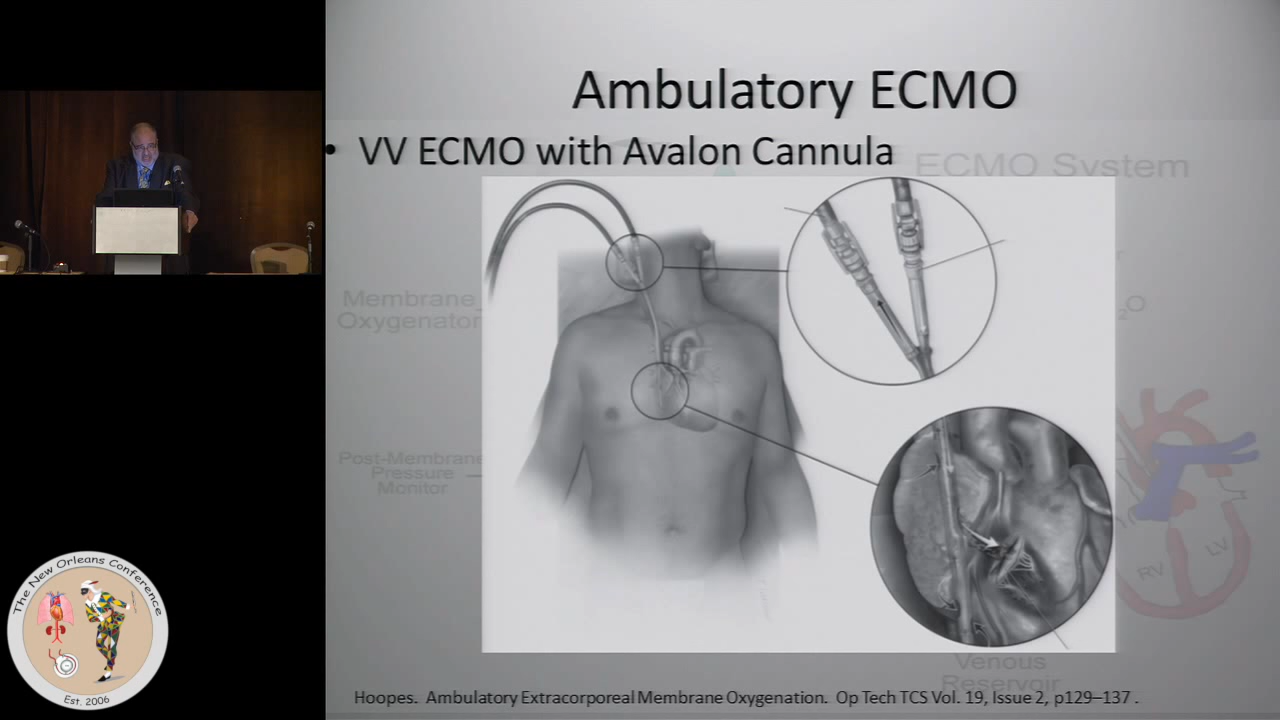 Ambulatory ECMO
• VV ECMO with Avalon Cannula
ECMO System
Membrane
Oxygenator
₂O
Post-Membrane
Pressure
Monitor
RV
LV
Venous
Reservoir
Hoopes. Ambulatory Extracorporeal Membrane Oxygenation. Op Tech TCS Vol. 19, Issue 2, p129–137 .
The New Orleans Conference
Est. 2006